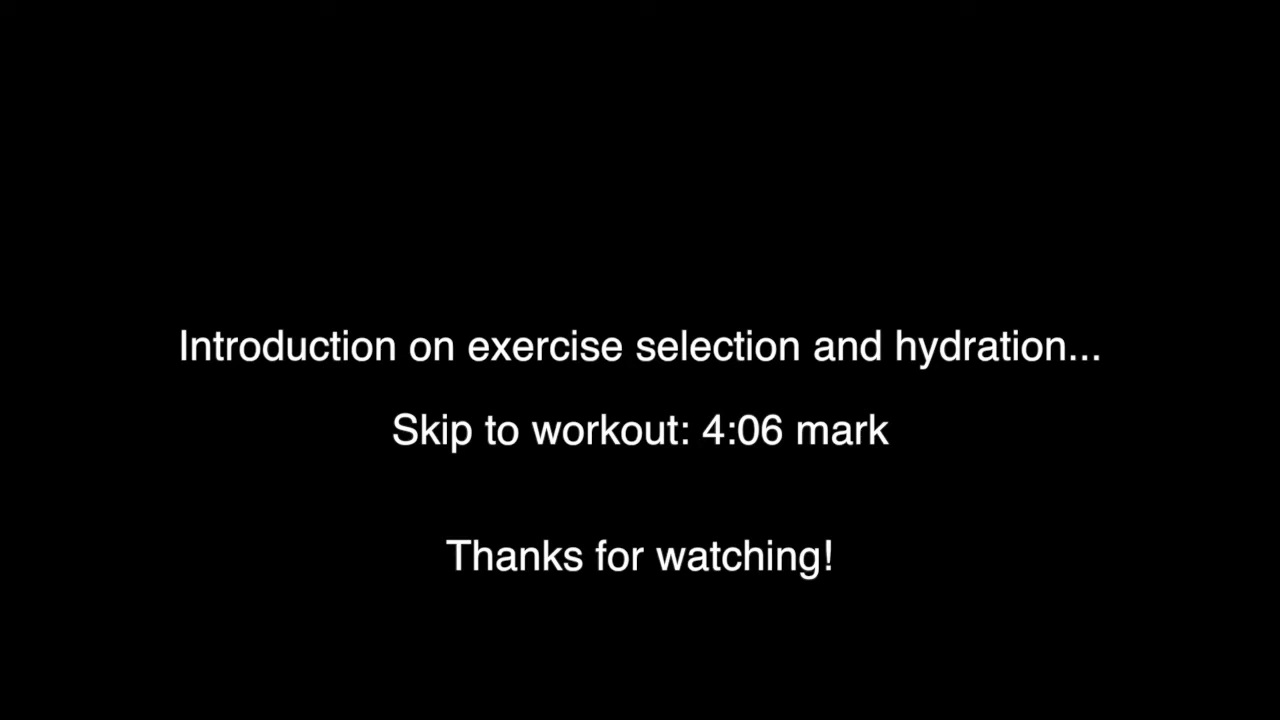 Introduction on exercise selection and hydration...
Skip to workout: 4:06 mark
Thanks for watching!